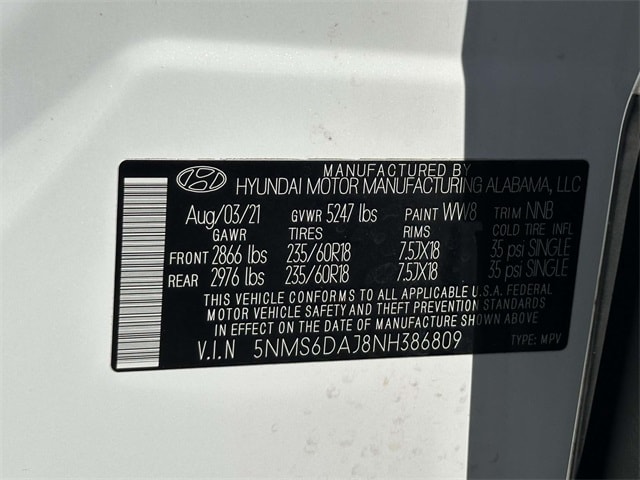 MANUFACTURED BY
HYUNDAI MOTOR MANUFACTURING ALABAMA, LLC
Aug/03/21 GVWR 5247 lbs PAINT WW8 TRIM NNB
GAWR TIRES RIMS COLD TIRE INFL
FRONT 2866 lbs 235/60R18 7.5JX18 35 psi SINGLE
REAR 2976 lbs 235/60R18 7.5JX18 35 psi SINGLE
THIS VEHICLE CONFORMS TO ALL APPLICABLE U.S.A. FEDERAL
MOTOR VEHICLE SAFETY AND THEFT PREVENTION STANDARDS
IN EFFECT ON THE DATE OF MANUFACTURE SHOWN ABOVE.
V.I.N 5NMS6DAJ8NH386809 TYPE: MPV